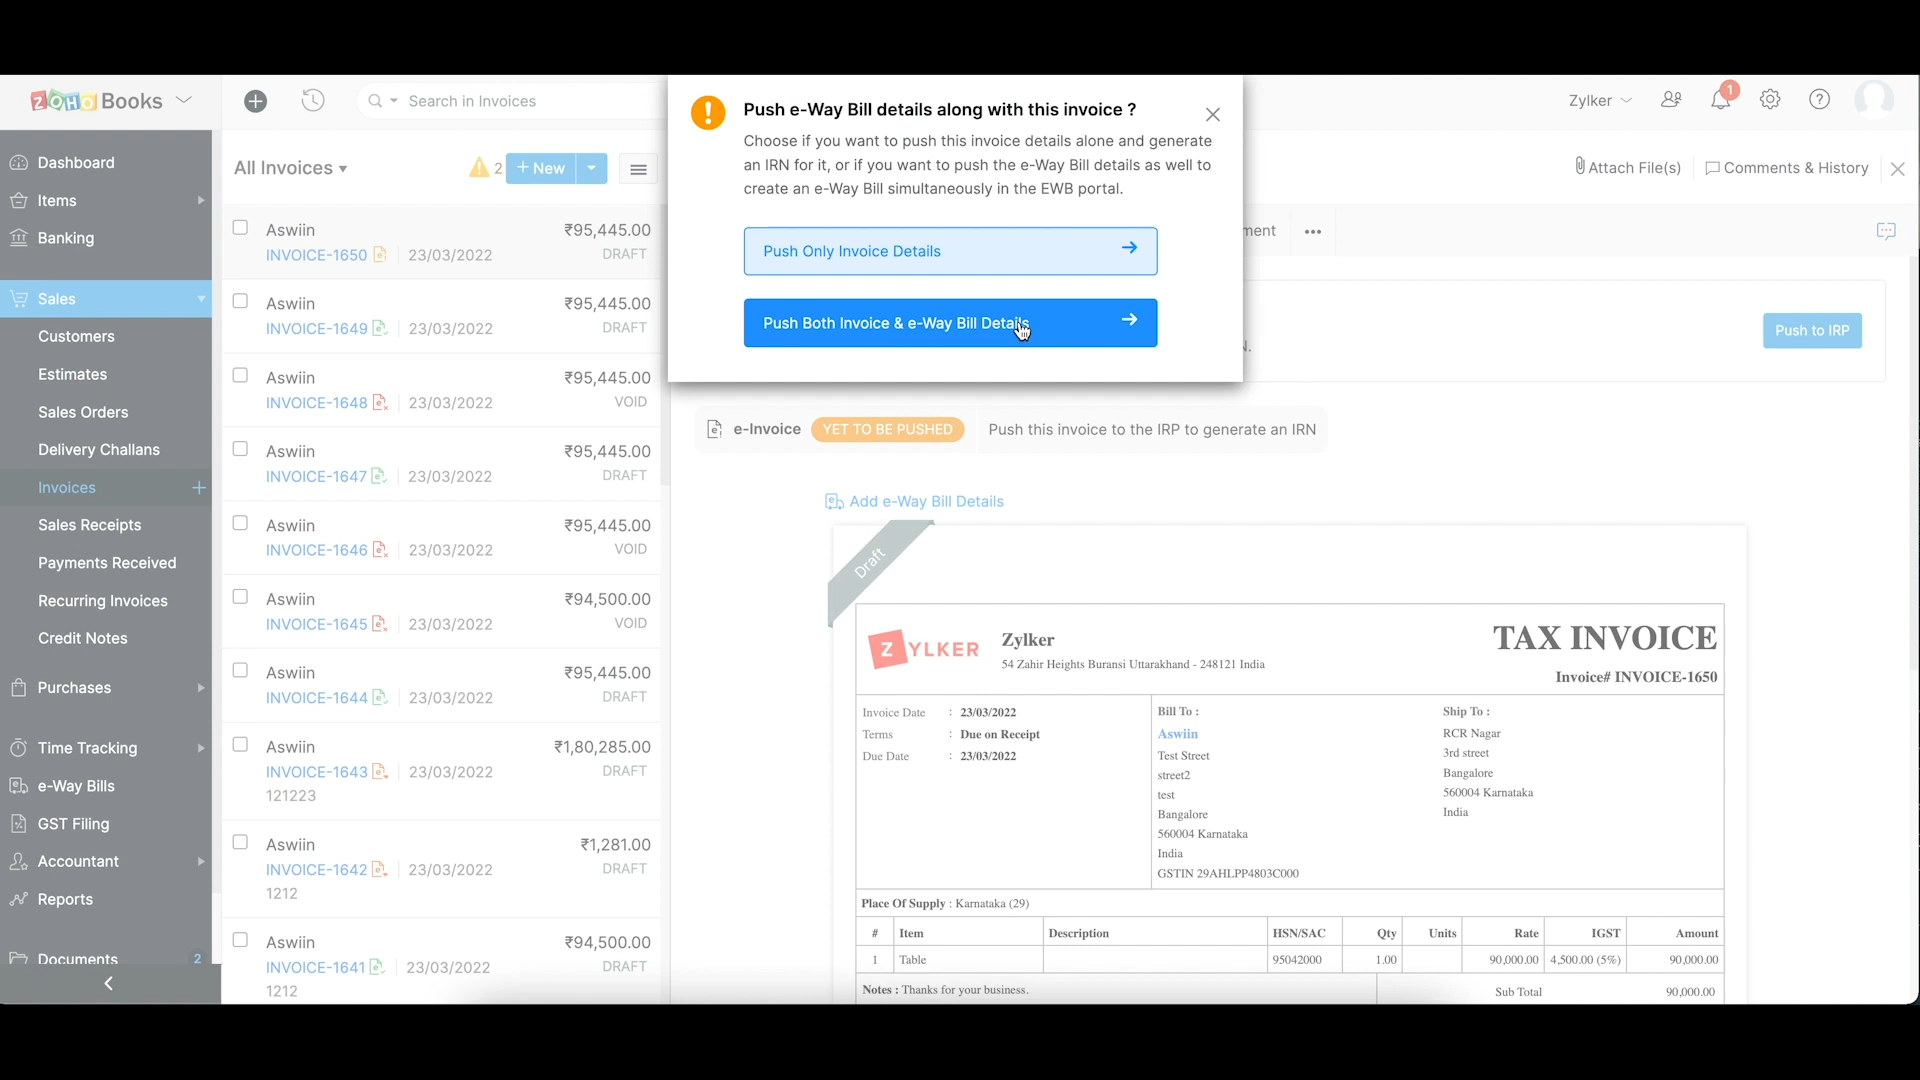 ZOHO Books
Search in Invoices
Zylker
1
Dashboard
Items
Banking
Sales
Customers
Estimates
Sales Orders
Delivery Challans
Invoices
Sales Receipts
Payments Received
Recurring Invoices
Credit Notes
Purchases
Time Tracking
e-Way Bills
GST Filing
Accountant
Reports
Documents 2
All Invoices
2
+ New
Aswiin ₹95,445.00
INVOICE-1650 23/03/2022 DRAFT
Aswiin ₹95,445.00
INVOICE-1649 23/03/2022 DRAFT
Aswiin ₹95,445.00
INVOICE-1648 23/03/2022 VOID
Aswiin ₹95,445.00
INVOICE-1647 23/03/2022 DRAFT
Aswiin ₹95,445.00
INVOICE-1646 23/03/2022 VOID
Aswiin ₹94,500.00
INVOICE-1645 23/03/2022 VOID
Aswiin ₹95,445.00
INVOICE-1644 23/03/2022 DRAFT
Aswiin ₹1,80,285.00
INVOICE-1643 23/03/2022 DRAFT
121223
Aswiin ₹1,281.00
INVOICE-1642 23/03/2022 DRAFT
1212
Aswiin ₹94,500.00
INVOICE-1641 23/03/2022 DRAFT
1212
Push e-Way Bill details along with this invoice ?
Choose if you want to push this invoice details alone and generate
an IRN for it, or if you want to push the e-Way Bill details as well to
create an e-Way Bill simultaneously in the EWB portal.
Push Only Invoice Details
Push Both Invoice & e-Way Bill Details
Attach File(s)
Comments & History
ment
N.
Push to IRP
e-Invoice YET TO BE PUSHED Push this invoice to the IRP to generate an IRN
Add e-Way Bill Details
Draft
ZYLKER
Zylker
54 Zahir Heights Buransi Uttarakhand - 248121 India
TAX INVOICE
Invoice# INVOICE-1650
Invoice Date : 23/03/2022
Terms : Due on Receipt
Due Date : 23/03/2022
Bill To :
Aswiin
Test Street
street2
test
Bangalore
560004 Karnataka
India
GSTIN 29AHLPP4803C000
Ship To :
RCR Nagar
3rd street
Bangalore
560004 Karnataka
India
Place Of Supply : Karnataka (29)
# Item Description HSN/SAC Qty Units Rate IGST Amount
1 Table 95042000 1.00 90,000.00 4,500.00 (5%) 90,000.00
Notes : Thanks for your business.
Sub Total 90,000.00